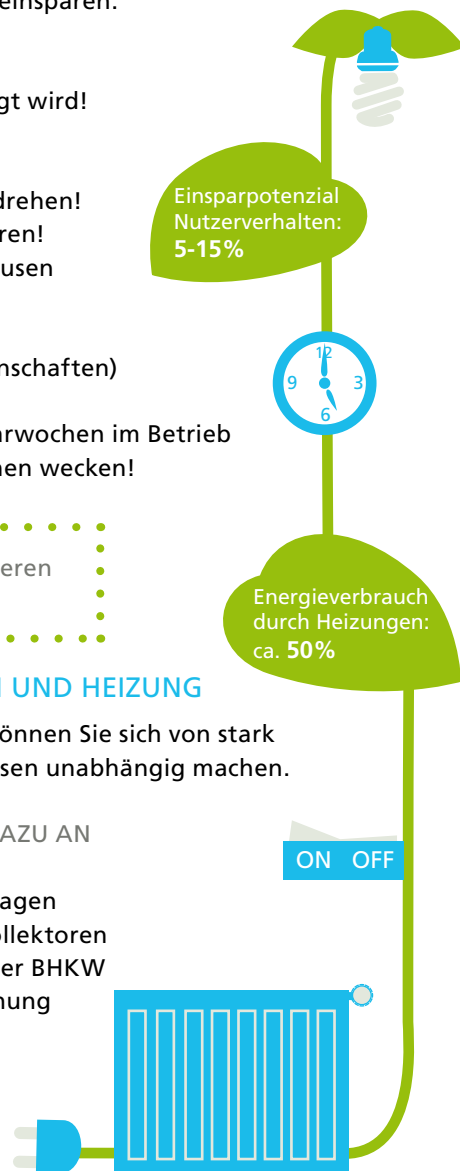 einsparen.
gt wird!
drehen!
ren!
usen
Einsparpotenzial
Nutzerverhalten:
5-15%
nschaften)
12
9 3
6
rwochen im Betrieb
nen wecken!
eren
Energieverbrauch
durch Heizungen:
ca. 50%
UND HEIZUNG
önnen Sie sich von stark
sen unabhängig machen.
AZU AN
ON OFF
agen
ollektoren
er BHKW
nung